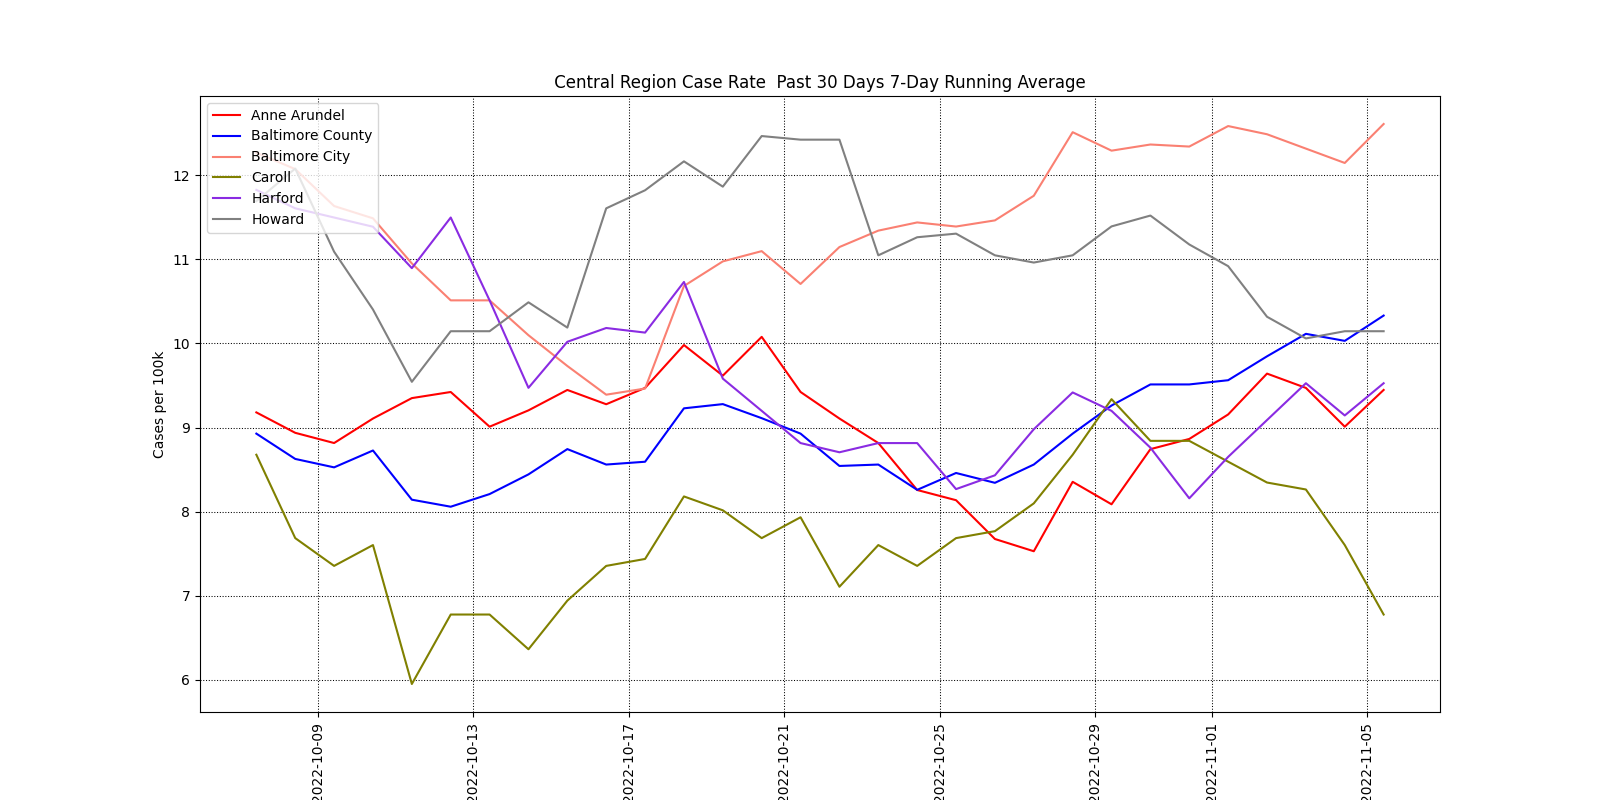 Central Region Case Rate  Past 30 Days 7-Day Running Average
Anne Arundel
Baltimore County
Baltimore City
Caroll
Harford
Howard
Cases per 100k
12
11
10
9
8
7
6
2022-10-09
2022-10-13
2022-10-17
2022-10-21
2022-10-25
2022-10-29
2022-11-01
2022-11-05